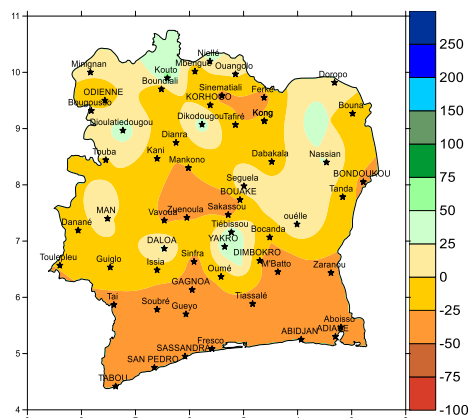 11
Niellé
Mbengué
Kouto
Ouangolo
Minignan
10
Doropo
Boundiali
Sinematiali
Ferké
ODIENNE
KORHOGO
Bougousso
Bouna
Dikodougou
Tafiré
Kong
Dioulatiedougou
9
Dianra
Touba
Kani
Mankono
Dabakala
Nassian
BONDOUKOU
8
Seguela
BOUAKE
Tanda
MAN
Vavoua
Zuenoula
Sakassou
ouélle
Danané
Tiébissou
Bocanda
7
DALOA
YAKRO
DIMBOKRO
Toulepleu
Guiglo
Issia
Sinfra
Oumé
M'Batto
Zaranou
GAGNOA
6
Tai
Soubré
Gueyo
Tiassalé
Aboisso
ABIDJAN
ADIAKE
5
SASSANDRA
Fresco
SAN PEDRO
TABOU
4
250
200
150
100
50
0
-25
-50
-75
-100